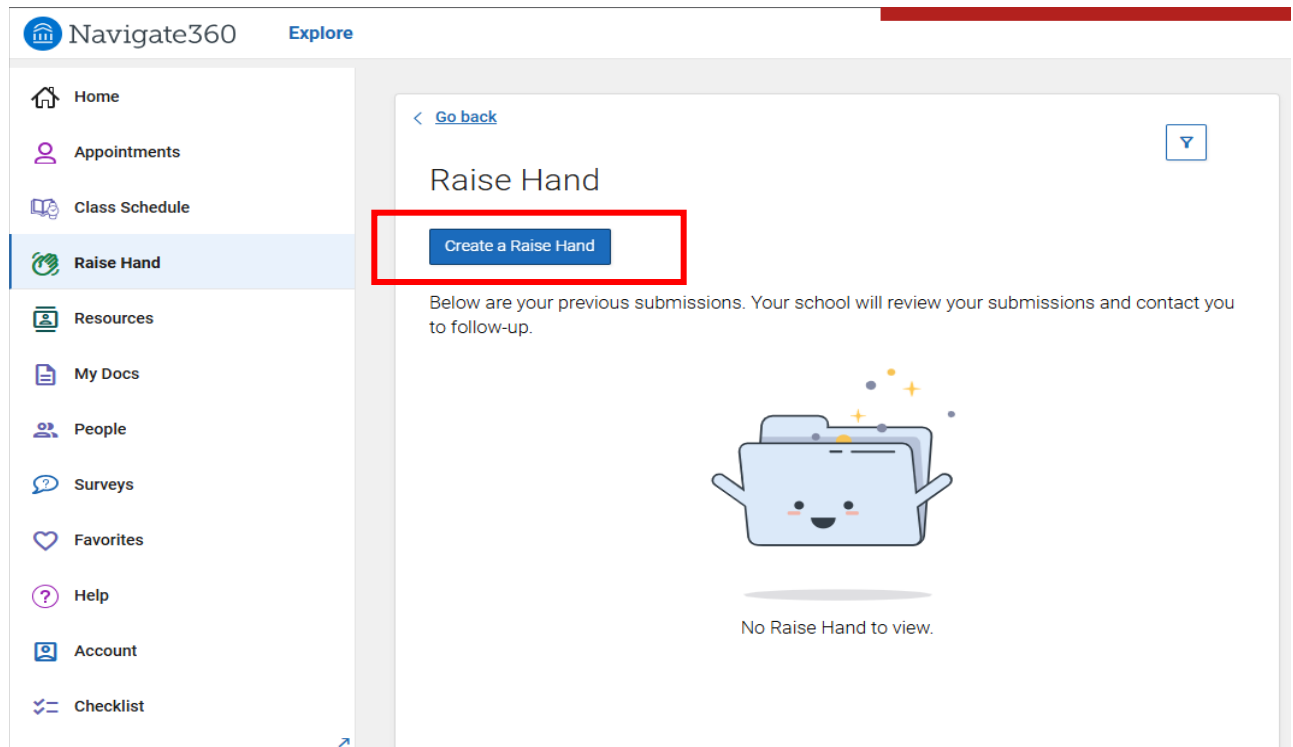 Navigate360
Explore
Home
Appointments
Class Schedule
Raise Hand
Resources
My Docs
People
Surveys
Favorites
Help
Account
Checklist
Go back
Raise Hand
Create a Raise Hand
Below are your previous submissions. Your school will review your submissions and contact you
to follow-up.
No Raise Hand to view.